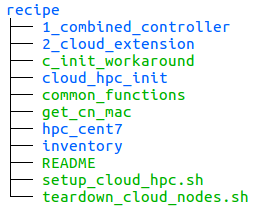 recipe
├── 1_combined_controller
├── 2_cloud_extension
├── c_init_workaround
├── cloud_hpc_init
├── common_functions
├── get_cn_mac
├── hpc_cent7
├── inventory
├── README
├── setup_cloud_hpc.sh
└── teardown_cloud_nodes.sh